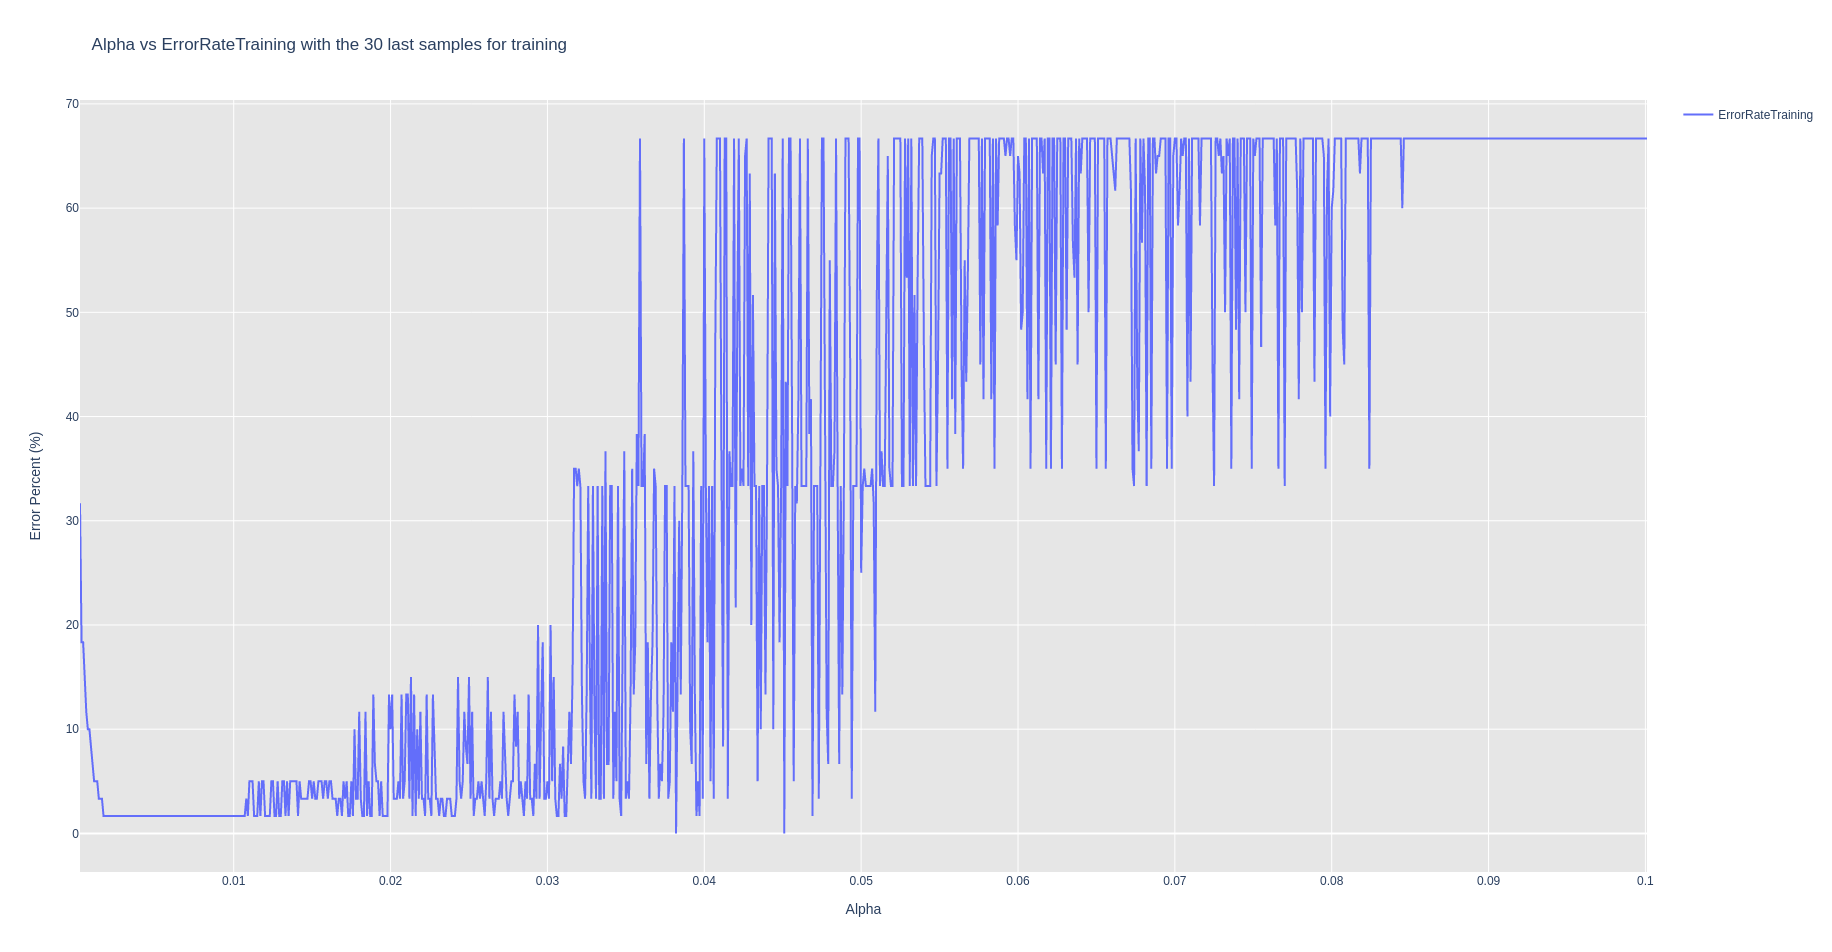 Alpha vs ErrorRateTraining with the 30 last samples for training
ErrorRateTraining
70
60
50
40
30
20
10
0
Error Percent (%)
0.01 0.02 0.03 0.04 0.05 0.06 0.07 0.08 0.09 0.1
Alpha